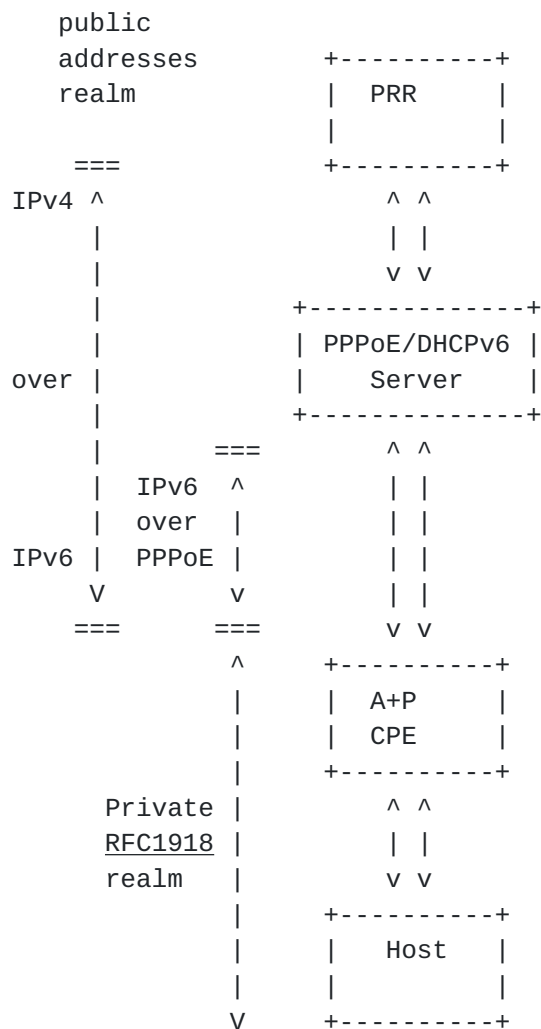 public
addresses +----------+
realm | PRR |
| |
=== +----------+
IPv4 ^ ^ ^
| | |
| v v
| +--------------+
| | PPPoE/DHCPv6 |
over | | Server |
| +--------------+
| === ^ ^
| IPv6 ^ | |
| over | | |
IPv6 | PPPoE | | |
V v | |
=== === v v
^ +----------+
| | A+P |
| | CPE |
| +----------+
Private | ^ ^
RFC1918 | | |
realm | v v
| +----------+
| | Host |
| | |
V +----------+